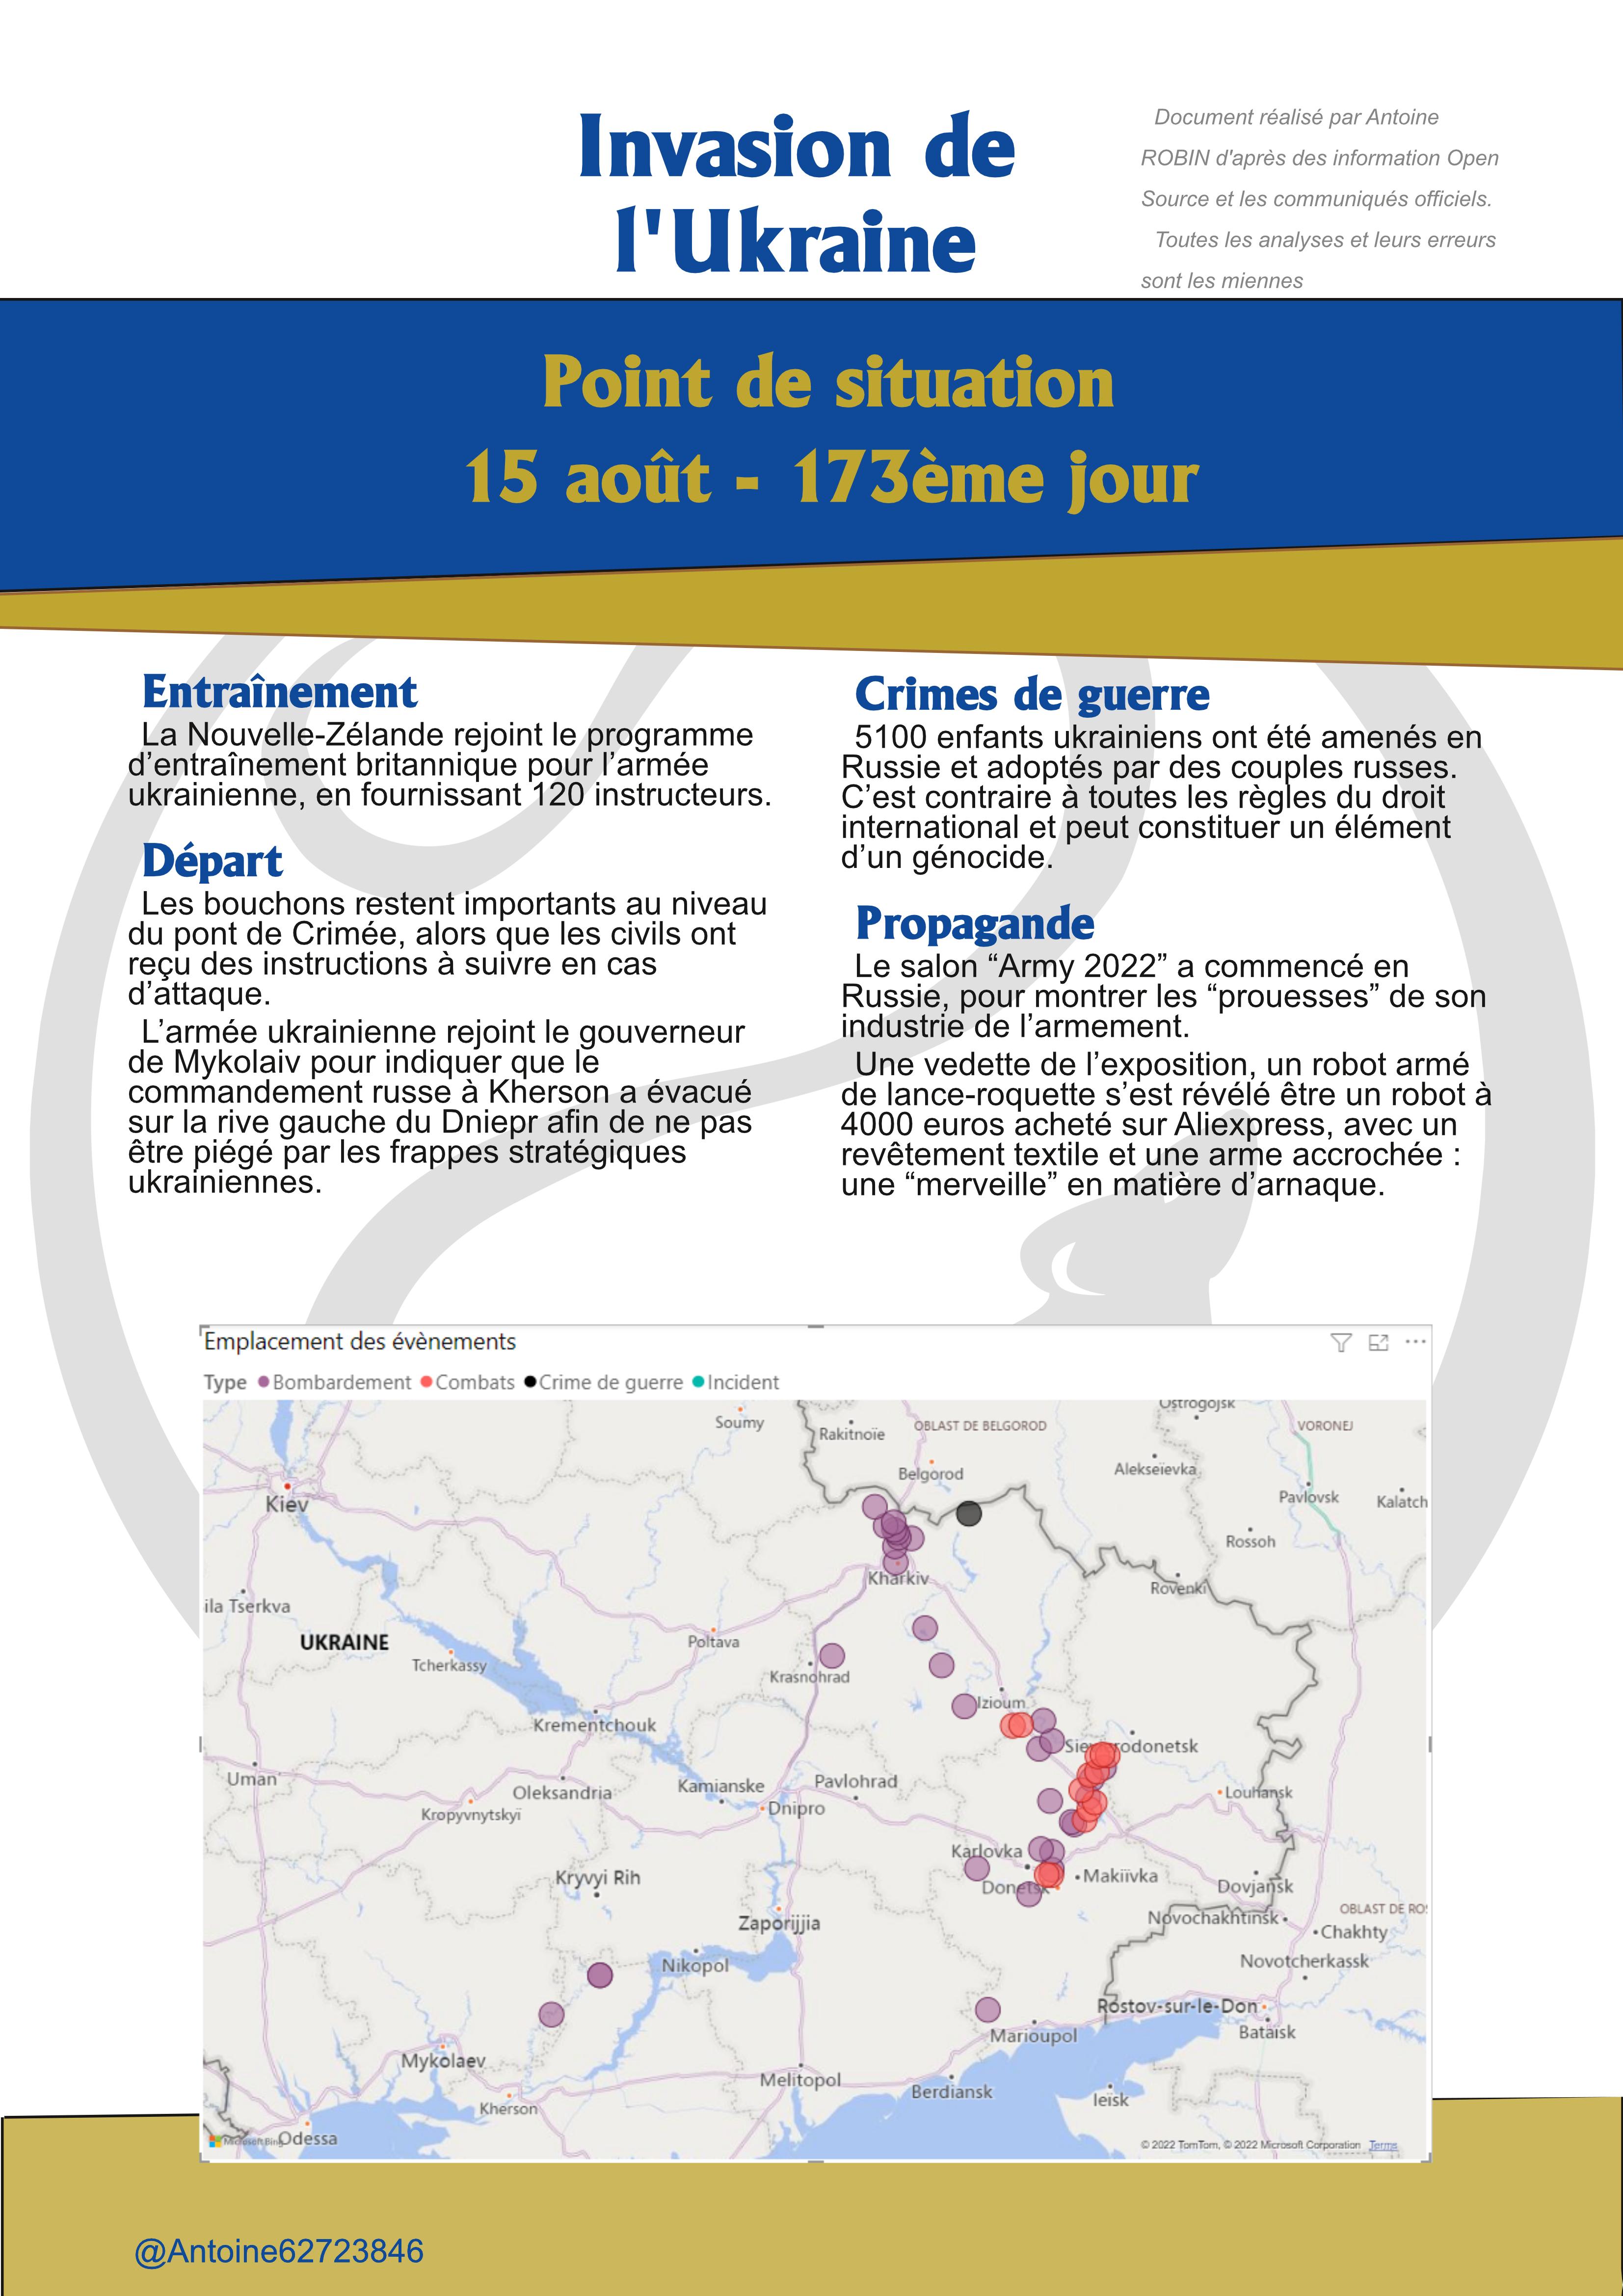 Invasion de
l'Ukraine
Document réalisé par Antoine
ROBIN d'après des information Open
Source et les communiqués officiels.
Toutes les analyses et leurs erreurs
sont les miennes
Point de situation
15 août - 173ème jour
Entraînement
La Nouvelle-Zélande rejoint le programme
d’entraînement britannique pour l’armée
ukrainienne, en fournissant 120 instructeurs.
Départ
Les bouchons restent importants au niveau
du pont de Crimée, alors que les civils ont
reçu des instructions à suivre en cas
d’attaque.
L’armée ukrainienne rejoint le gouverneur
de Mykolaiv pour indiquer que le
commandement russe à Kherson a évacué
sur la rive gauche du Dniepr afin de ne pas
être piégé par les frappes stratégiques
ukrainiennes.
Crimes de guerre
5100 enfants ukrainiens ont été amenés en
Russie et adoptés par des couples russes.
C’est contraire à toutes les règles du droit
international et peut constituer un élément
d’un génocide.
Propagande
Le salon “Army 2022” a commencé en
Russie, pour montrer les “prouesses” de son
industrie de l’armement.
Une vedette de l’exposition, un robot armé
de lance-roquette s’est révélé être un robot à
4000 euros acheté sur Aliexpress, avec un
revêtement textile et une arme accrochée :
une “merveille” en matière d’arnaque.
Emplacement des évènements
Type Bombardement Combats Crime de guerre Incident
Ostrogojsk
Soumy
Rakitnoïe
OBLAST DE BELGOROD
VORONEJ
Belgorod
Alekseïevka
Kiev
Pavlovsk
Kalatch
Rossoh
Kharkiv
Rovenki
ila Tserkva
UKRAINE
Poltava
Tcherkassy
Krasnohrad
Izioum
Krementchouk
Uman
Oleksandria
Kamianske
Pavlohrad
Louhansk
Kropyvnytskyï
Dnipro
Karlovka
Kryvyi Rih
Makiïvka
Donetsk
Dovjansk
OBLAST DE ROS
Zaporijjia
Novochakhtinsk
Chakhty
Nikopol
Novotcherkassk
Rostov-sur-le-Don
Marioupol
Bataïsk
Mykolaev
Melitopol
Berdiansk
Ieïsk
Kherson
Odessa
Microsoft Bing
© 2022 TomTom, © 2022 Microsoft Corporation Terms
@Antoine62723846